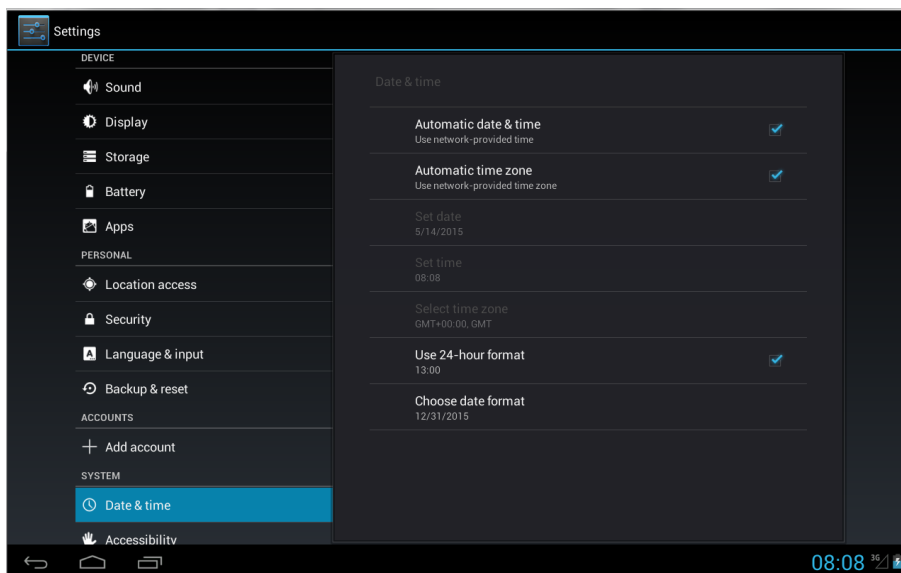 Settings
DEVICE
Sound
Display
Storage
Battery
Apps
PERSONAL
Location access
Security
Language & input
Backup & reset
ACCOUNTS
Add account
SYSTEM
Date & time
Accessibility
Date & time
Automatic date & time
Use network-provided time
Automatic time zone
Use network-provided time zone
Set date
5/14/2015
Set time
08:08
Select time zone
GMT+00:00, GMT
Use 24-hour format
13:00
Choose date format
12/31/2015
08:08 3G